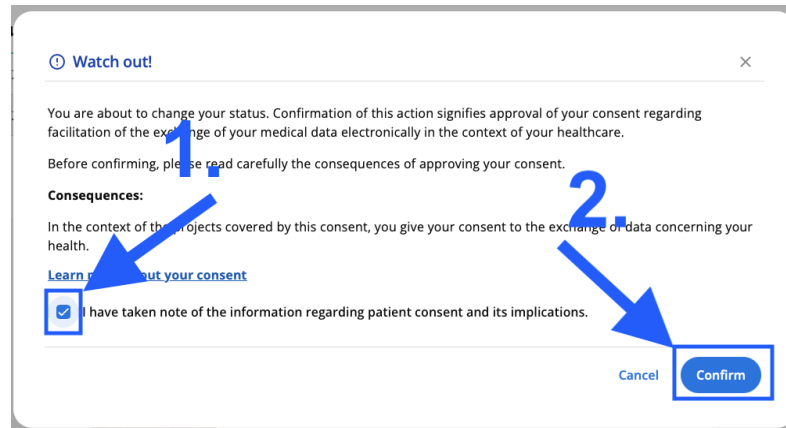 Watch out!
You are about to change your status. Confirmation of this action signifies approval of your consent regarding
facilitation of the exchange of your medical data electronically in the context of your healthcare.
1.
Before confirming, please read carefully the consequences of approving your consent.
2.
Consequences:
In the context of the projects covered by this consent, you give your consent to the exchange of data concerning your
health.
Learn out your consent
I have taken note of the information regarding patient consent and its implications.
Cancel
Confirm